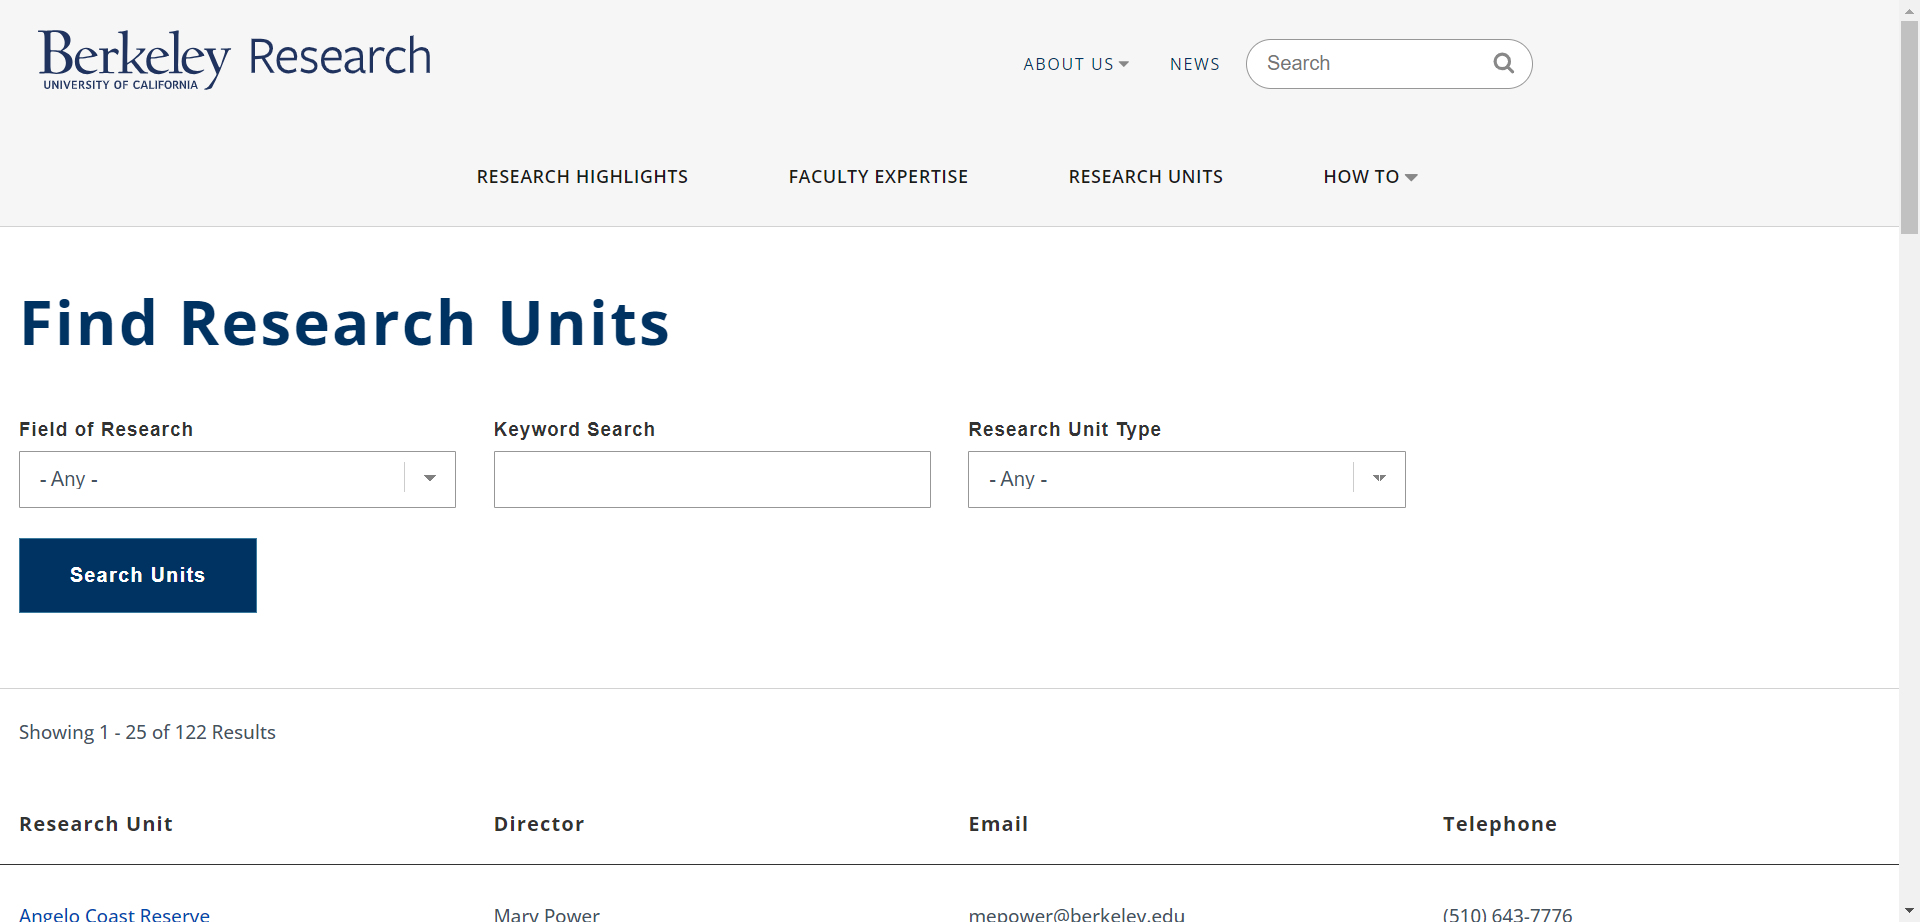 Berkeley Research
UNIVERSITY OF CALIFORNIA
ABOUT US NEWS Search
RESEARCH HIGHLIGHTS FACULTY EXPERTISE RESEARCH UNITS HOW TO
Find Research Units
Field of Research Keyword Search Research Unit Type
- Any - - Any -
Search Units
Showing 1 - 25 of 122 Results
Research Unit Director Email Telephone
Angelo Coast Reserve Mary Power mepower@berkeley.edu (510) 643-7776